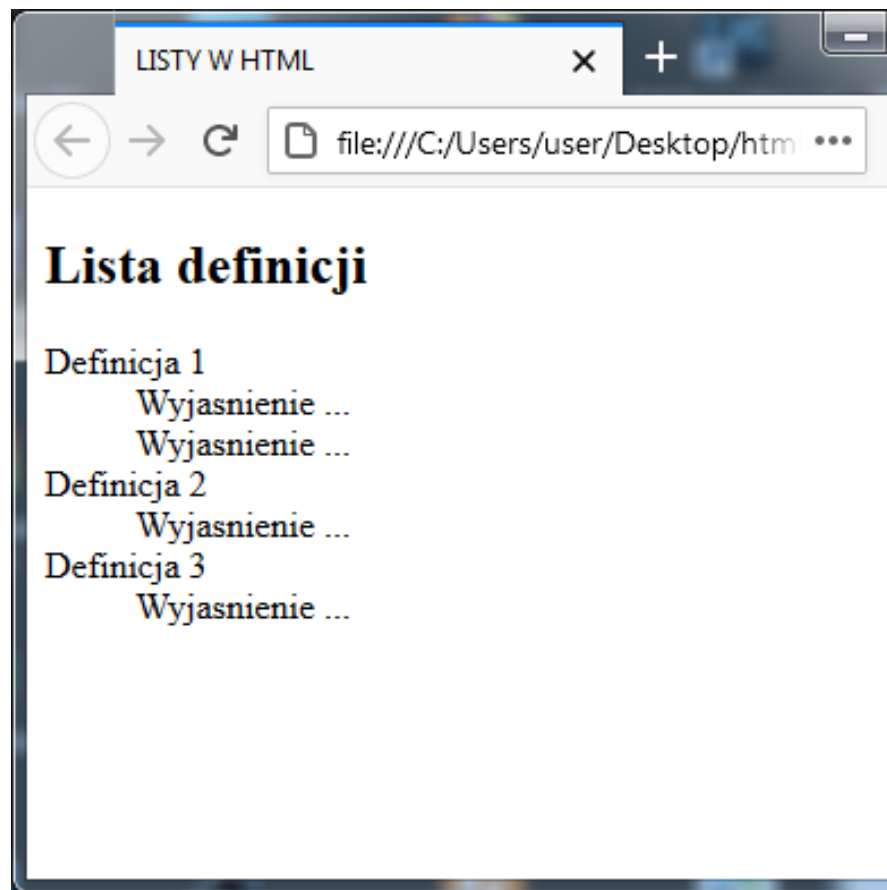 LISTY W HTML
file:///C:/Users/user/Desktop/htm
Lista definicji
Definicja 1
Wyjasnienie ...
Wyjasnienie ...
Definicja 2
Wyjasnienie ...
Definicja 3
Wyjasnienie ...